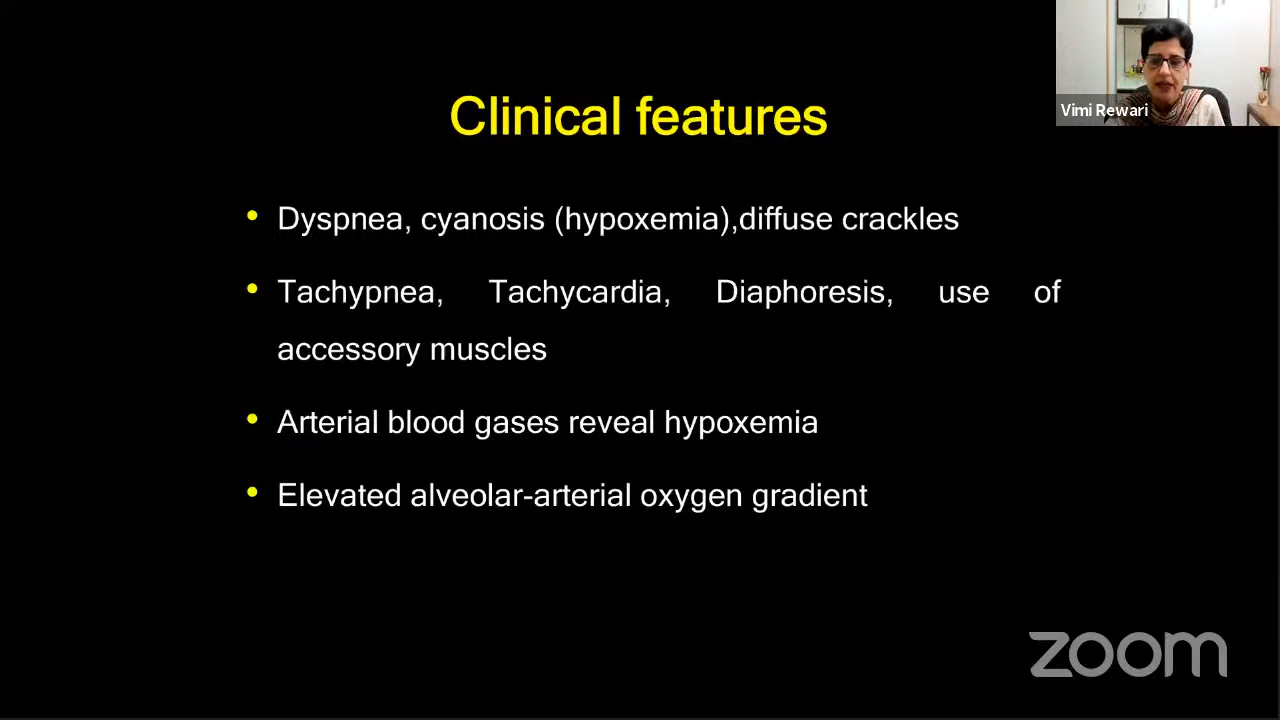 Vimi Rewari
Clinical features
• Dyspnea, cyanosis (hypoxemia),diffuse crackles
• Tachypnea, Tachycardia, Diaphoresis, use of
accessory muscles
• Arterial blood gases reveal hypoxemia
• Elevated alveolar-arterial oxygen gradient
zoom